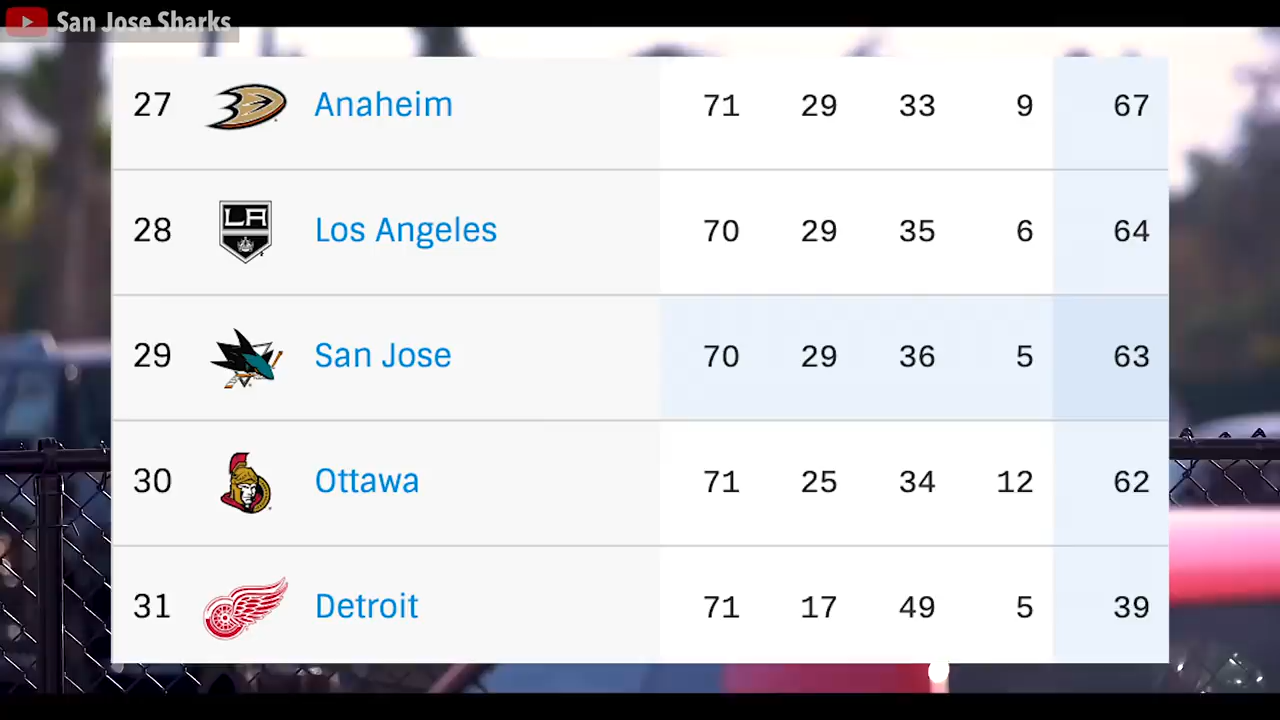 San Jose Sharks
27 Anaheim 71 29 33 9 67
28 LA Los Angeles 70 29 35 6 64
29 San Jose 70 29 36 5 63
30 Ottawa 71 25 34 12 62
31 Detroit 71 17 49 5 39